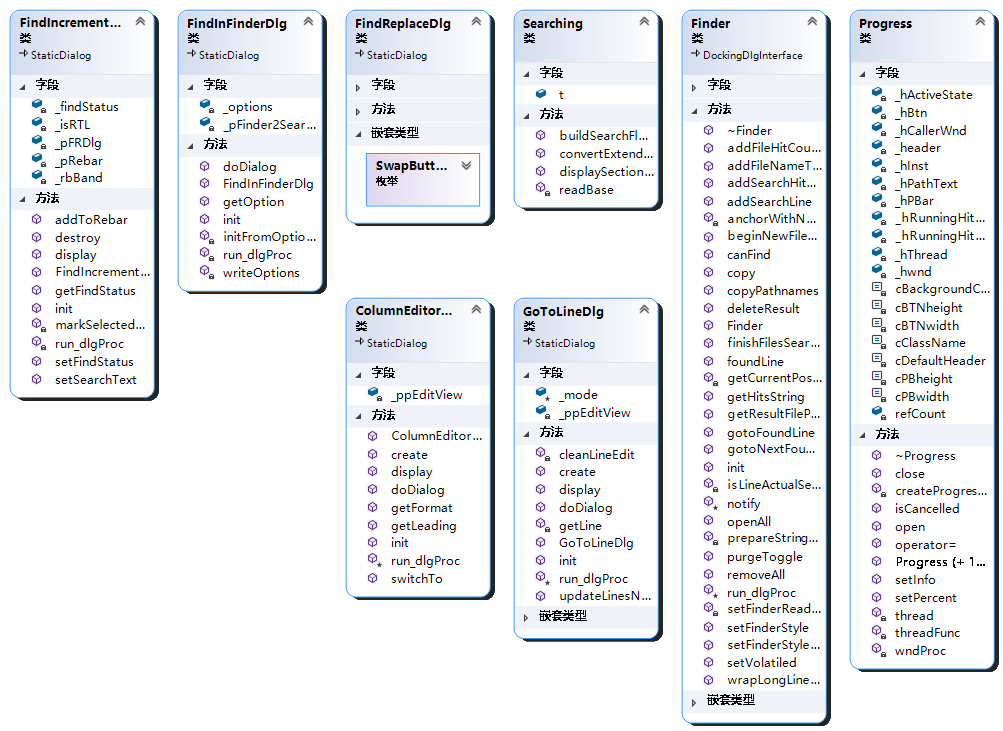 FindIncrement...
类
StaticDialog
字段
_findStatus
_isRTL
_pFRDlg
_pRebar
_rbBand
方法
addToRebar
destroy
display
FindIncrement...
getFindStatus
init
markSelected...
run_dlgProc
setFindStatus
setSearchText
FindInFinderDlg
类
StaticDialog
字段
_options
_pFinder2Sear...
方法
doDialog
FindInFinderDlg
getOption
init
initFromOptio...
run_dlgProc
writeOptions
FindReplaceDlg
类
StaticDialog
字段
方法
嵌套类型
SwapButt...
枚举
Searching
类
字段
t
方法
buildSearchFl...
convertExtend...
displaySection...
readBase
ColumnEditor...
类
StaticDialog
字段
_ppEditView
方法
ColumnEditor...
create
display
doDialog
getFormat
getLeading
init
run_dlgProc
switchTo
GoToLineDlg
类
StaticDialog
字段
_mode
_ppEditView
方法
cleanLineEdit
create
display
doDialog
getLine
GoToLineDlg
init
run_dlgProc
updateLinesN...
嵌套类型
Finder
类
DockingDlgInterface
字段
方法
~Finder
addFileHitCou...
addFileNameT...
addSearchHit...
addSearchLine
anchorWithN...
beginNewFile...
canFind
copy
copyPathnames
deleteResult
Finder
finishFilesSear...
foundLine
getCurrentPos...
getHitsString
getResultFileP...
gotoFoundLine
gotoNextFou...
init
isLineActualSe...
notify
openAll
prepareString...
purgeToggle
removeAll
run_dlgProc
setFinderRead...
setFinderStyle
setFinderStyle...
setVolatiled
wrapLongLine...
嵌套类型
Progress
类
字段
_hActiveState
_hBtn
_hCallerWnd
_header
_hInst
_hPathText
_hPBar
_hRunningHit...
_hRunningHit...
_hThread
_hwnd
cBackgroundC...
cBTNheight
cBTNwidth
cClassName
cDefaultHeader
cPBheight
cPBwidth
refCount
方法
~Progress
close
createProgres...
isCancelled
open
operator=
Progress (+ 1...
setInfo
setPercent
thread
threadFunc
wndProc